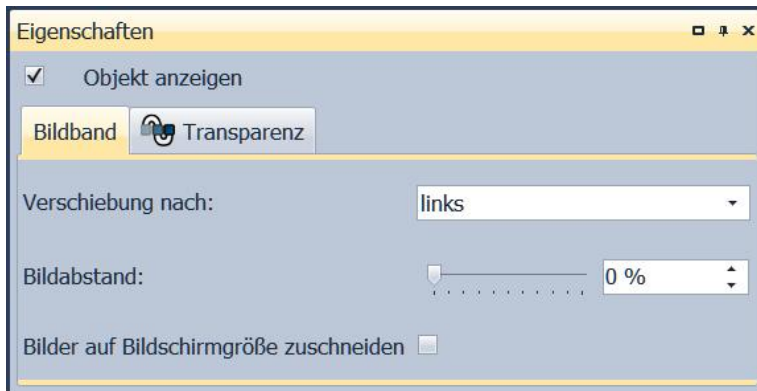 Eigenschaften
Objekt anzeigen
Bildband Transparenz
Verschiebung nach: links
Bildabstand: 0 %
Bilder auf Bildschirmgröße zuschneiden